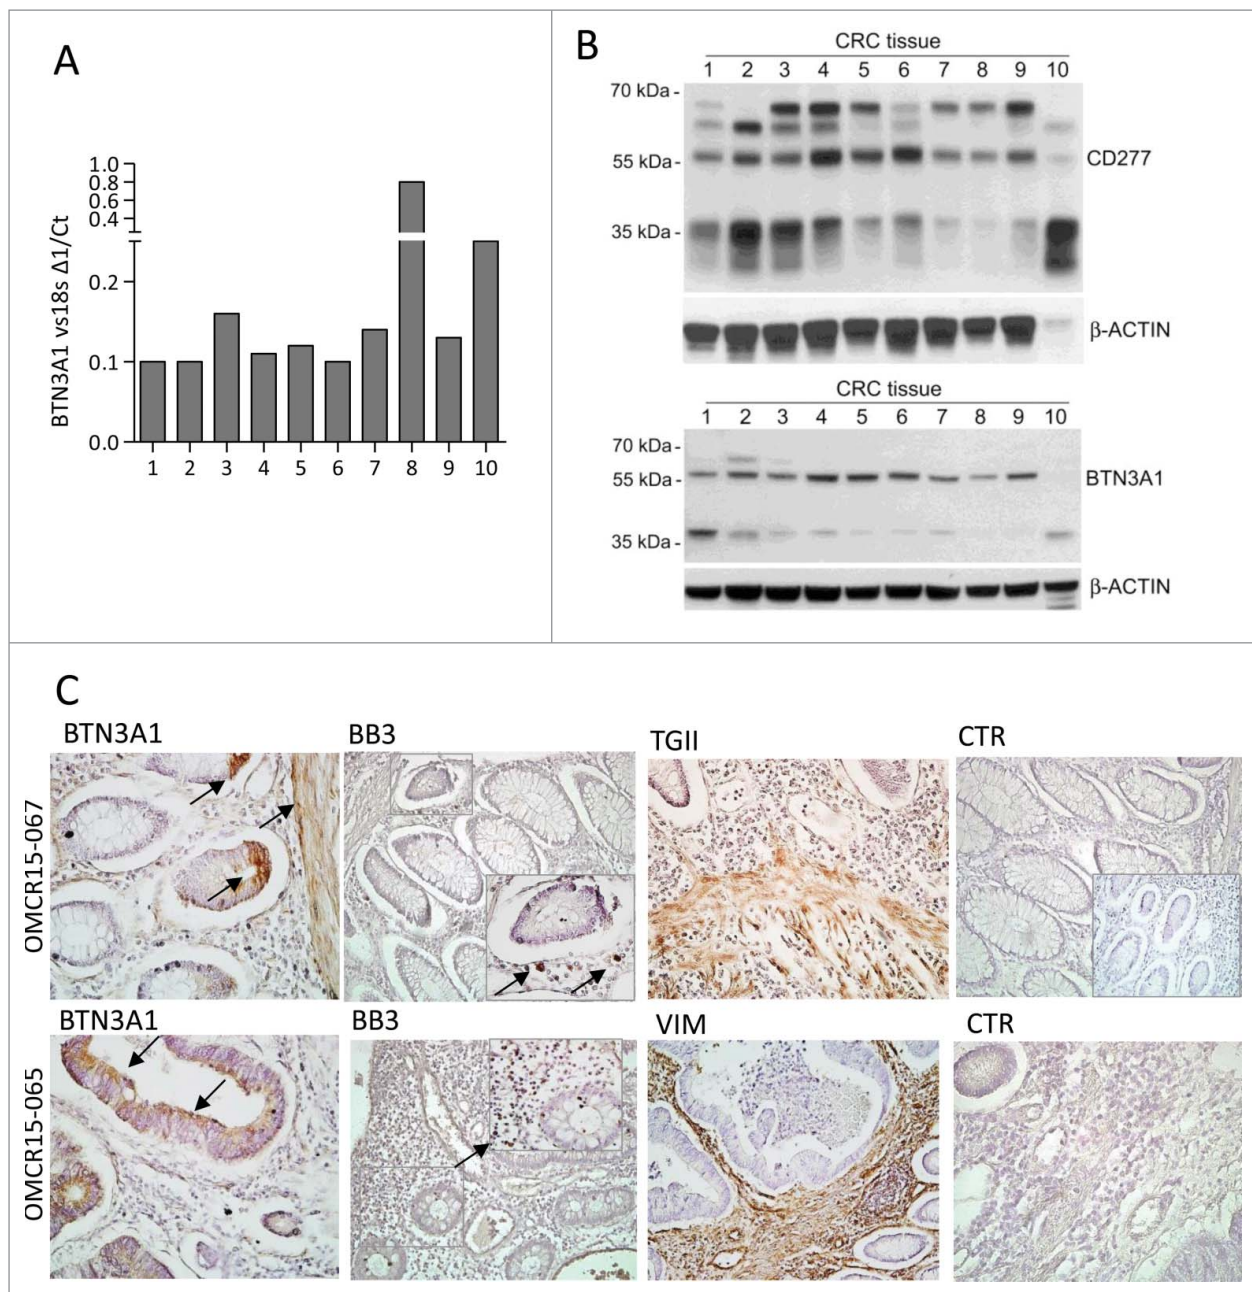 A
BTN3A1 vs18s Δ1/Ct
1.0
0.8
0.6
0.4
0.2
0.1
0.0
1 2 3 4 5 6 7 8 9 10
B
CRC tissue
1 2 3 4 5 6 7 8 9 10
70 kDa -
55 kDa -
35 kDa -
CD277
β-ACTIN
CRC tissue
1 2 3 4 5 6 7 8 9 10
70 kDa -
55 kDa -
35 kDa -
BTN3A1
β-ACTIN
C
BTN3A1 BB3 TGII CTR
OMCR15-067
BTN3A1 BB3 VIM CTR
OMCR15-065